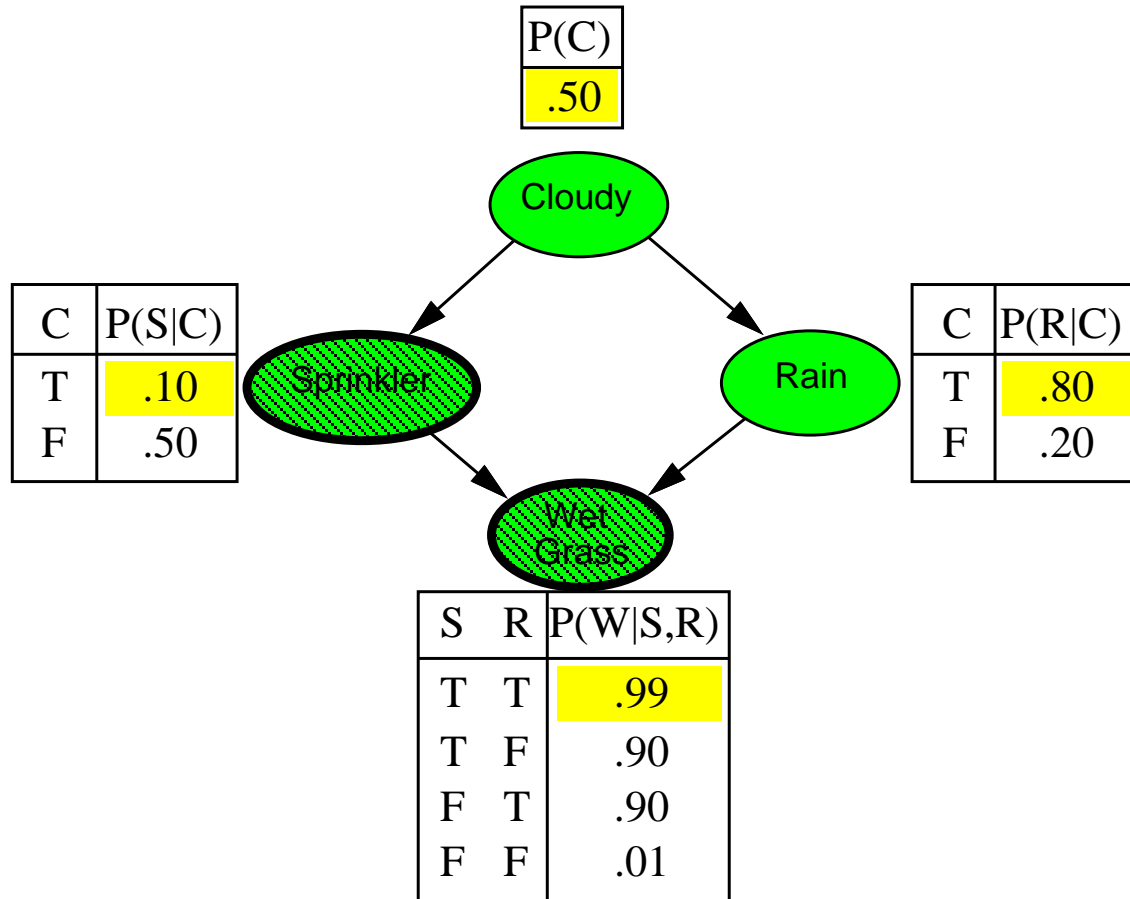 P(C)
.50
Cloudy
C P(S|C)
T .10
F .50
Sprinkler
Rain
C P(R|C)
T .80
F .20
Wet
Grass
S R P(W|S,R)
T T .99
T F .90
F T .90
F F .01